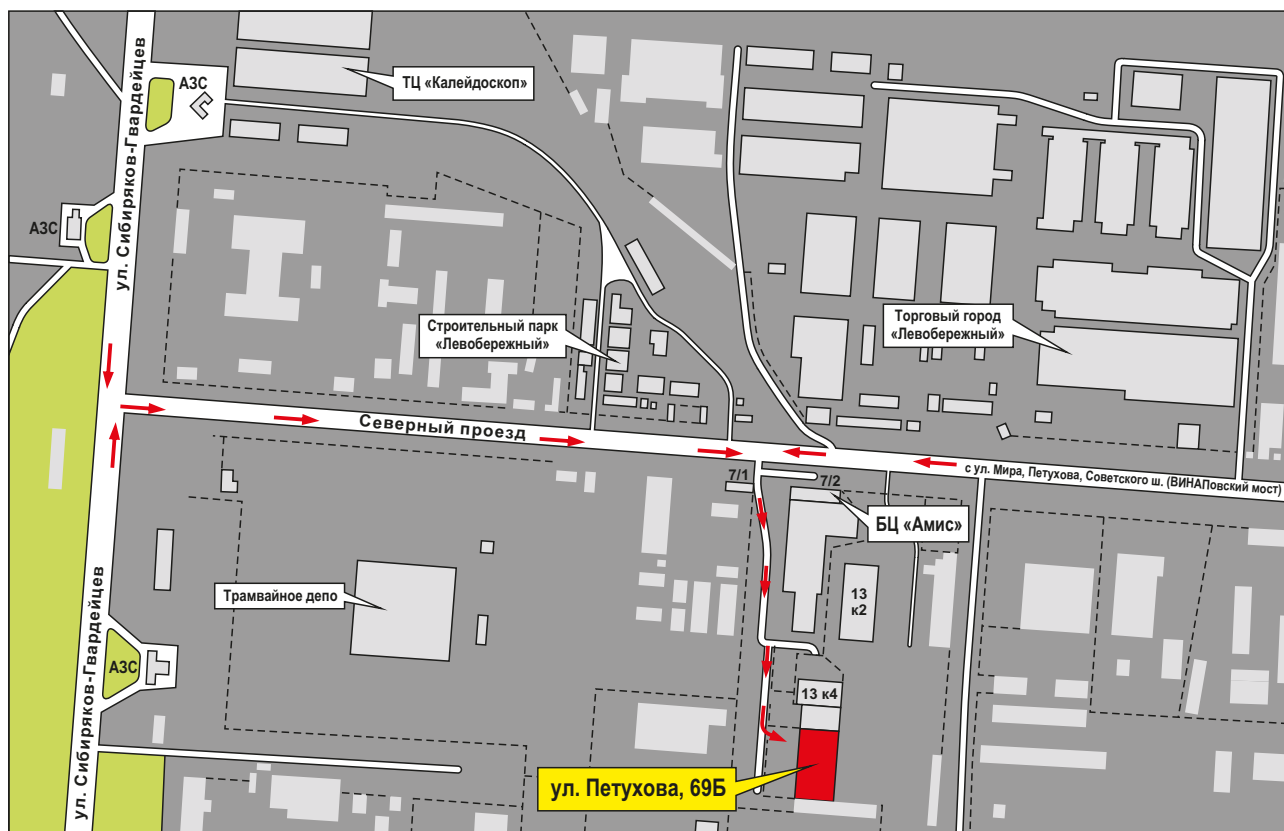 ул. Сибиряков-Гвардейцев
АЗС
ТЦ «Калейдоскоп»
АЗС
Строительный парк
«Левобережный»
Торговый город
«Левобережный»
Северный проезд
с ул. Мира, Петухова, Советского ш. (ВИНАПовский мост)
7/1
7/2
БЦ «Амис»
Трамвайное депо
13
к2
АЗС
13 к4
ул. Сибиряков-Гвардейцев
ул. Петухова, 69Б